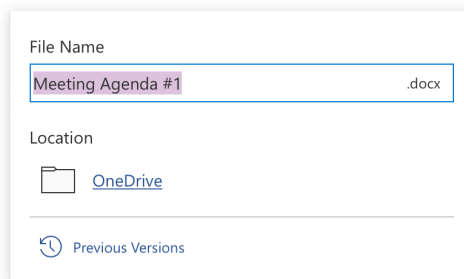 File Name
Meeting Agenda #1 .docx
Location
OneDrive
Previous Versions